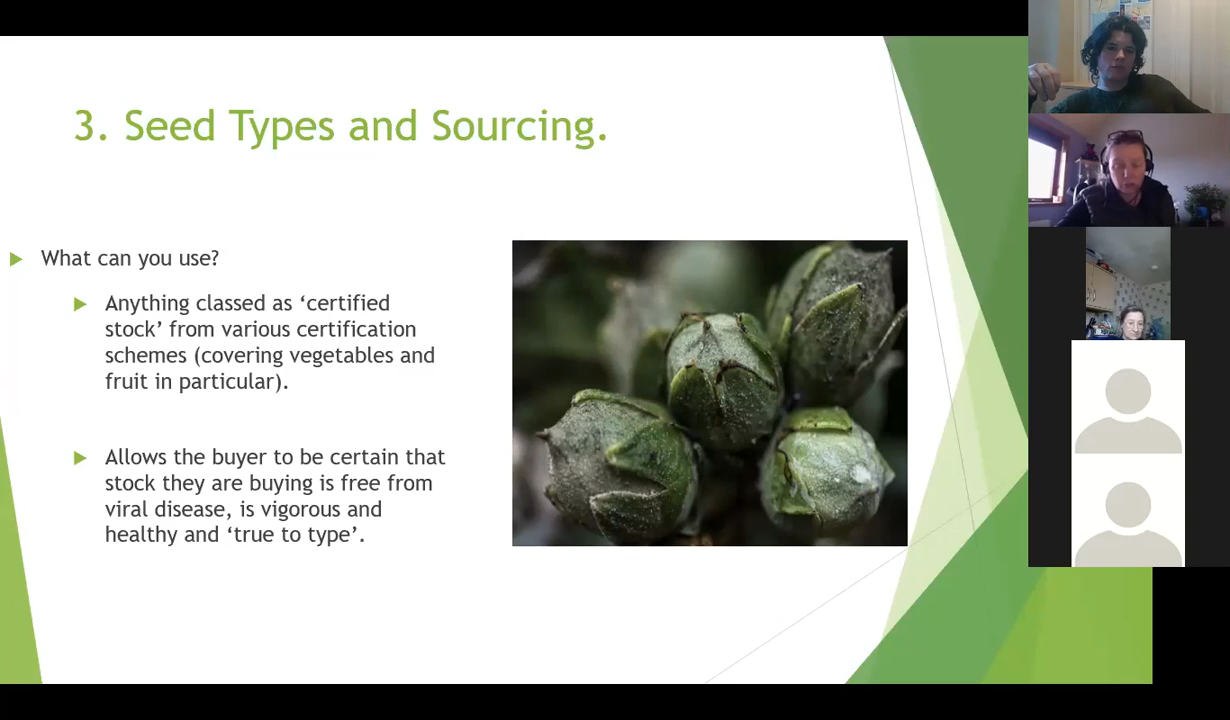 3. Seed Types and Sourcing.
What can you use?
Anything classed as ‘certified
stock’ from various certification
schemes (covering vegetables and
fruit in particular).
Allows the buyer to be certain that
stock they are buying is free from
viral disease, is vigorous and
healthy and ‘true to type’.